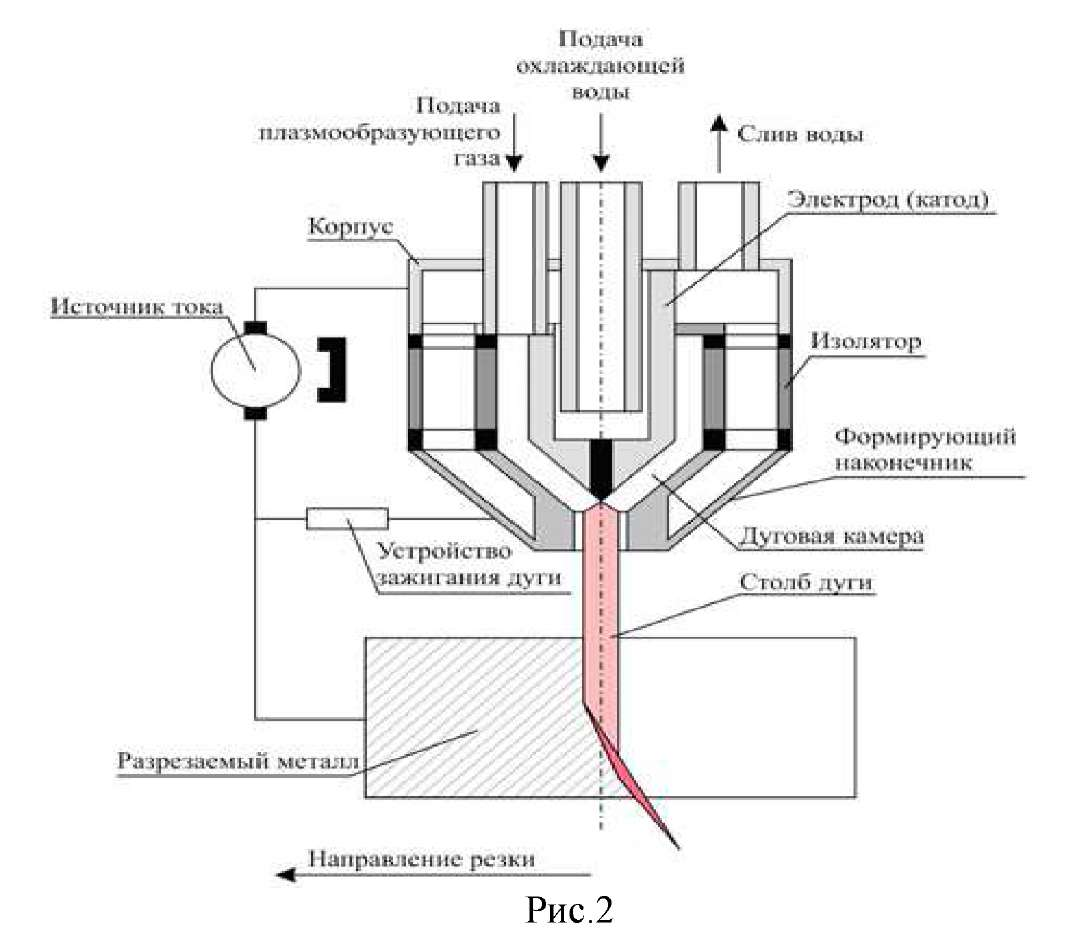 Подача
охлаждающей
воды
Подача
плазмообразующего
газа
Слив воды
Электрод (катод)
Корпус
Источник тока
Изолятор
Формирующий
наконечник
Дуговая камера
Устройство
зажигания дуги
Столб дуги
Разрезаемый металл
Направление резки
Рис.2